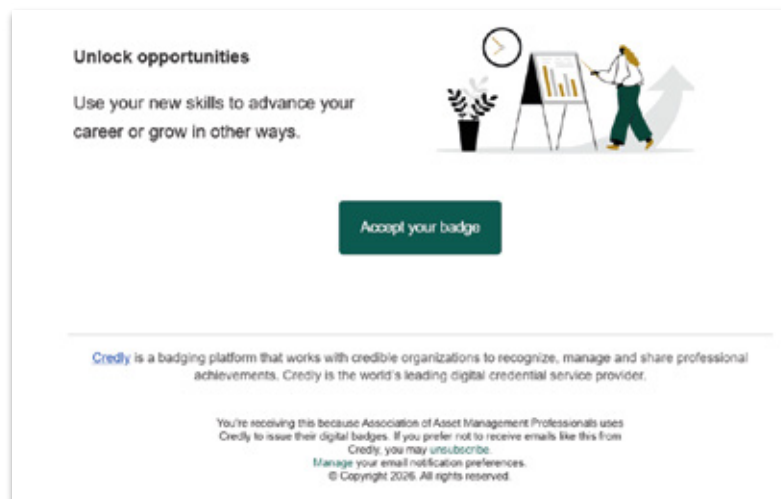 Unlock opportunities
Use your new skills to advance your
career or grow in other ways.
Accept your badge
Credly is a badging platform that works with credible organizations to recognize, manage and share professional
achievements. Credly is the world's leading digital credential service provider.
You're receiving this because Association of Asset Management Professionals uses
Credly to issue their digital badges. If you prefer not to receive emails like this from
Credly, you may unsubscribe.
Manage your email notification preferences.
© Copyright 2026. All rights reserved.